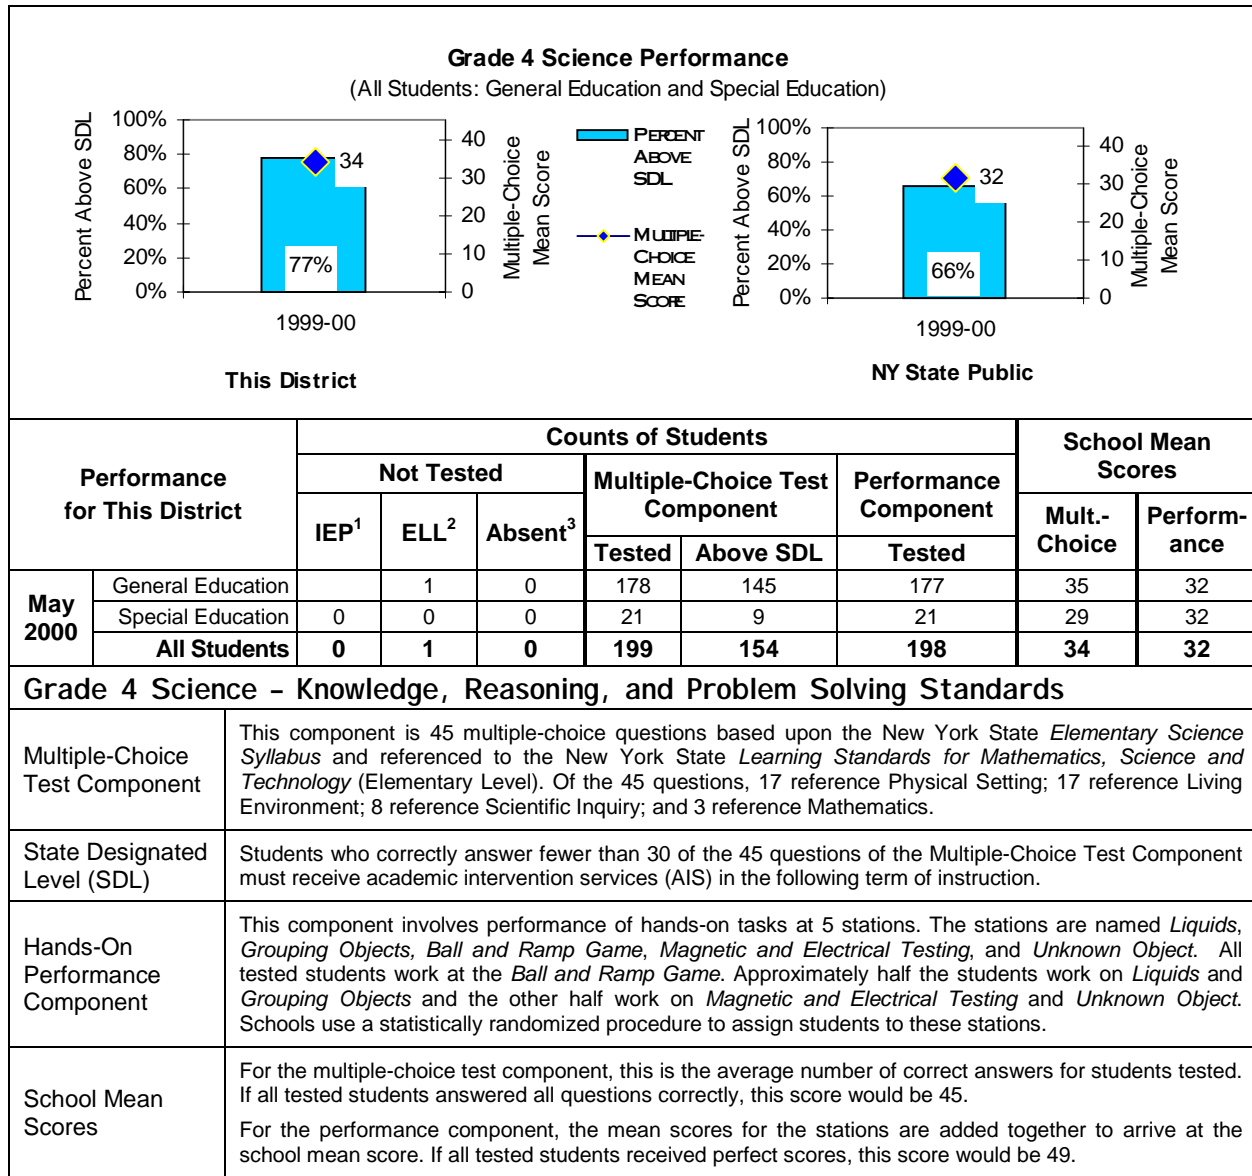 Grade 4 Science Performance
(All Students: General Education and Special Education)
Percent Above SDL
100%
80%
60%
40%
20%
0%
34
77%
40
30
20
10
0
Multiple-Choice
Mean Score
1999-00
This District
PERCENT
ABOVE
SDL
MULTIPLE-
CHOICE
MEAN
SCORE
Percent Above SDL
100%
80%
60%
40%
20%
0%
32
66%
40
30
20
10
0
Multiple-Choice
Mean Score
1999-00
NY State Public
Performance
for This District
Counts of Students
School Mean
Scores
Not Tested
Multiple-Choice Test
Component
Performance
Component
IEP1 ELL2 Absent3
Tested Above SDL Tested
Mult.-
Choice
Perform-
ance
May
2000
General Education 1 0 178 145 177 35 32
Special Education 0 0 0 21 9 21 29 32
All Students 0 1 0 199 154 198 34 32
Grade 4 Science – Knowledge, Reasoning, and Problem Solving Standards
Multiple-Choice
Test Component
This component is 45 multiple-choice questions based upon the New York State Elementary Science
Syllabus and referenced to the New York State Learning Standards for Mathematics, Science and
Technology (Elementary Level). Of the 45 questions, 17 reference Physical Setting; 17 reference Living
Environment; 8 reference Scientific Inquiry; and 3 reference Mathematics.
State Designated
Level (SDL)
Students who correctly answer fewer than 30 of the 45 questions of the Multiple-Choice Test Component
must receive academic intervention services (AIS) in the following term of instruction.
Hands-On
Performance
Component
This component involves performance of hands-on tasks at 5 stations. The stations are named Liquids,
Grouping Objects, Ball and Ramp Game, Magnetic and Electrical Testing, and Unknown Object. All
tested students work at the Ball and Ramp Game. Approximately half the students work on Liquids and
Grouping Objects and the other half work on Magnetic and Electrical Testing and Unknown Object.
Schools use a statistically randomized procedure to assign students to these stations.
School Mean
Scores
For the multiple-choice test component, this is the average number of correct answers for students tested.
If all tested students answered all questions correctly, this score would be 45.
For the performance component, the mean scores for the stations are added together to arrive at the
school mean score. If all tested students received perfect scores, this score would be 49.